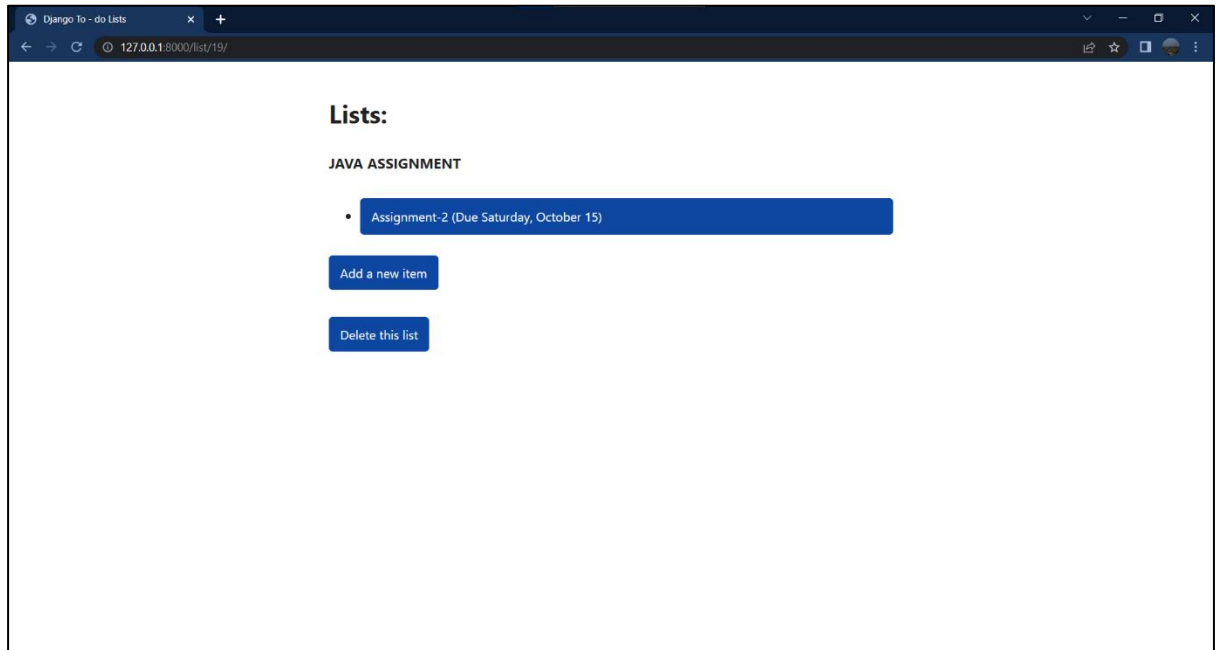 Django To - do Lists
127.0.0.1:8000/list/19/
Lists:
JAVA ASSIGNMENT
Assignment-2 (Due Saturday, October 15)
Add a new item
Delete this list